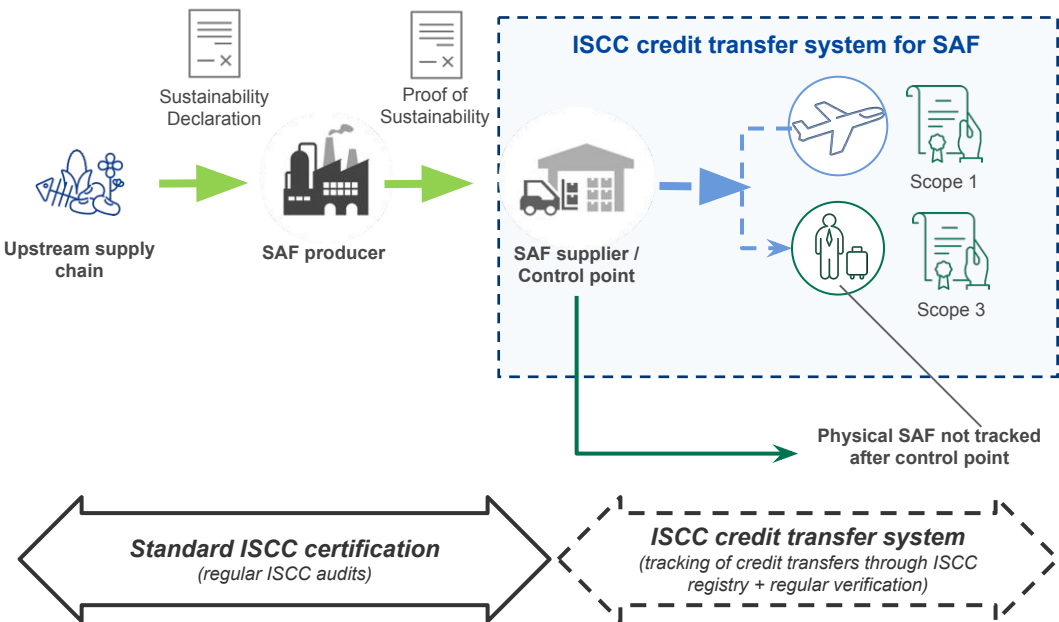 ISCC credit transfer system for SAF
Sustainability
Declaration
Proof of
Sustainability
Scope 1
Upstream supply
chain
SAF producer
SAF supplier /
Control point
Scope 3
Physical SAF not tracked
after control point
Standard ISCC certification
(regular ISCC audits)
ISCC credit transfer system
(tracking of credit transfers through ISCC
registry + regular verification)